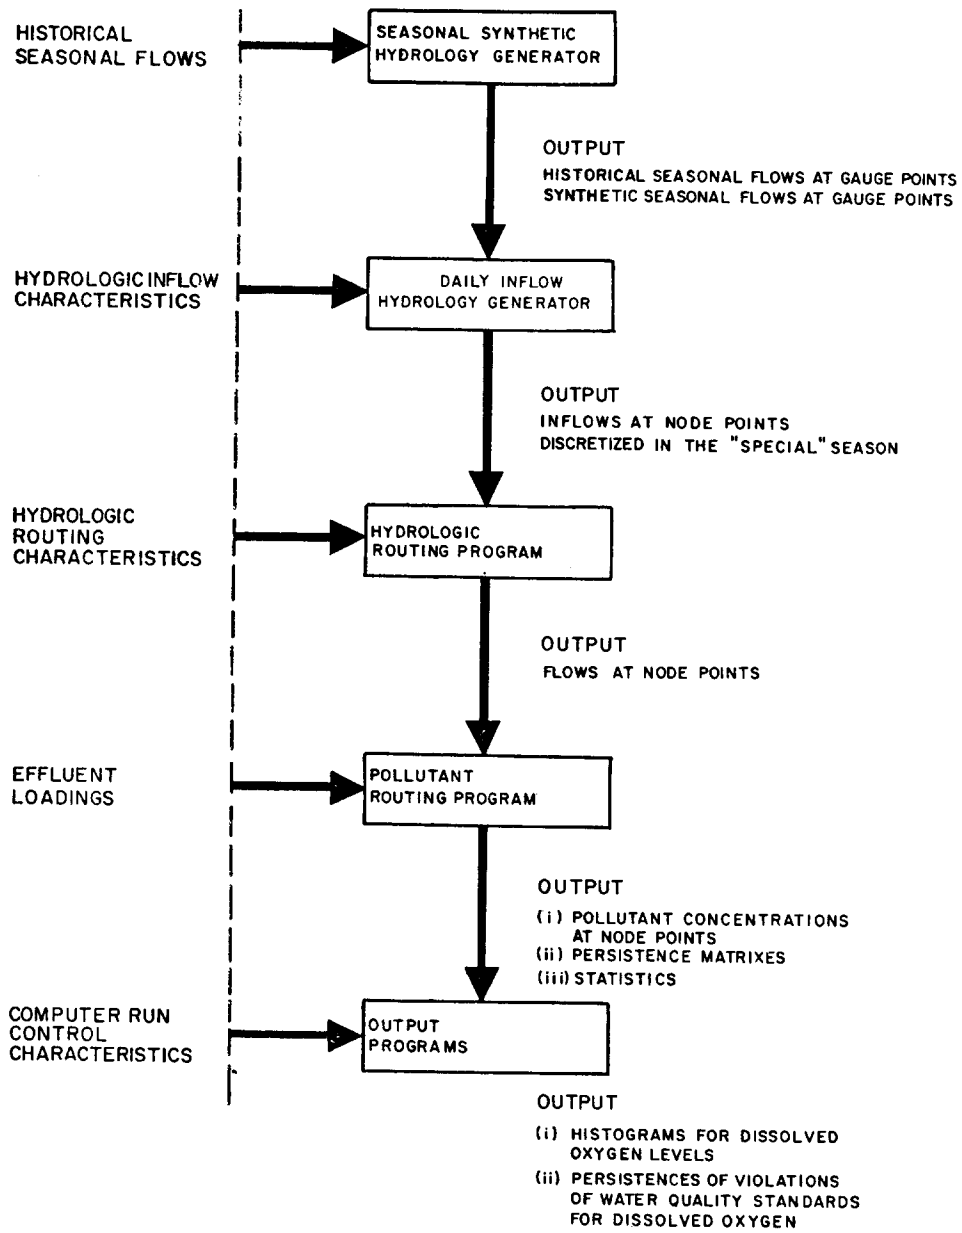 HISTORICAL
SEASONAL FLOWS
SEASONAL SYNTHETIC
HYDROLOGY GENERATOR
OUTPUT
HISTORICAL SEASONAL FLOWS AT GAUGE POINTS
SYNTHETIC SEASONAL FLOWS AT GAUGE POINTS
HYDROLOGIC INFLOW
CHARACTERISTICS
DAILY INFLOW
HYDROLOGY GENERATOR
OUTPUT
INFLOWS AT NODE POINTS
DISCRETIZED IN THE "SPECIAL" SEASON
HYDROLOGIC
ROUTING
CHARACTERISTICS
HYDROLOGIC
ROUTING PROGRAM
OUTPUT
FLOWS AT NODE POINTS
EFFLUENT
LOADINGS
POLLUTANT
ROUTING PROGRAM
OUTPUT
(i) POLLUTANT CONCENTRATIONS
AT NODE POINTS
(ii) PERSISTENCE MATRIXES
(iii) STATISTICS
COMPUTER RUN
CONTROL
CHARACTERISTICS
OUTPUT
PROGRAMS
OUTPUT
(i) HISTOGRAMS FOR DISSOLVED
OXYGEN LEVELS
(ii) PERSISTENCES OF VIOLATIONS
OF WATER QUALITY STANDARDS
FOR DISSOLVED OXYGEN